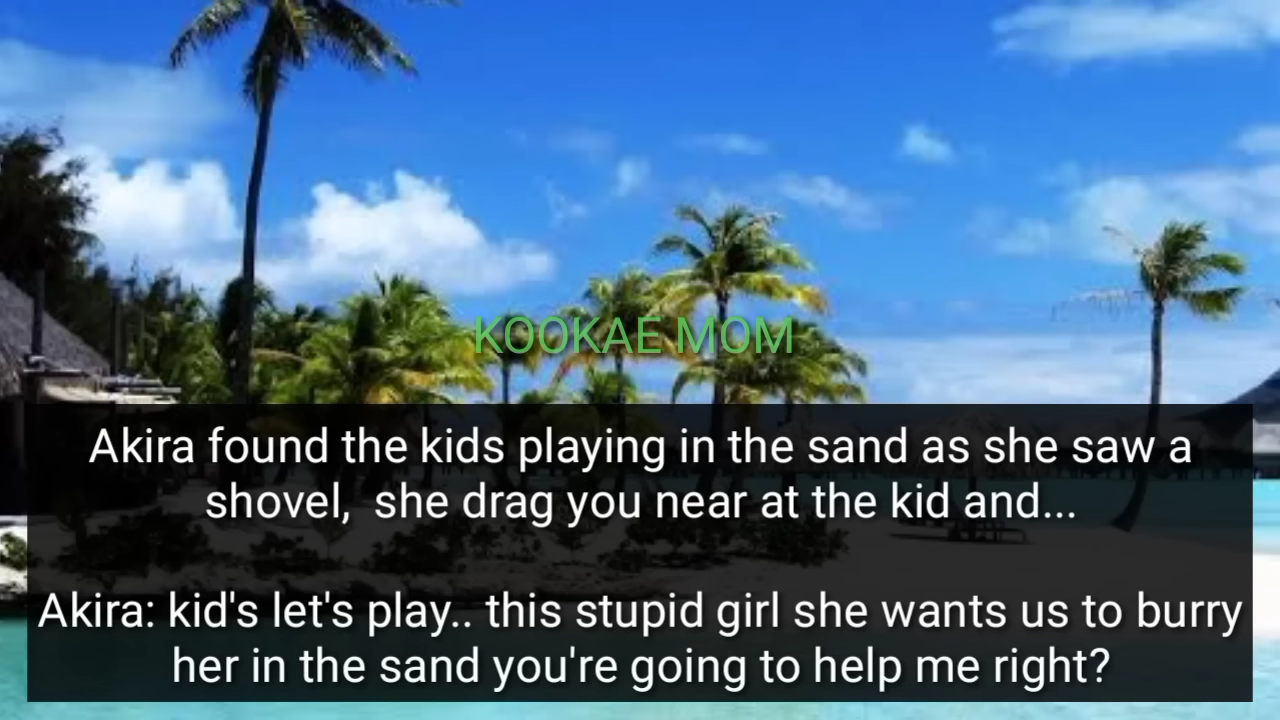 KOOKAE MOM
Akira found the kids playing in the sand as she saw a
shovel,  she drag you near at the kid and...
Akira: kid's let's play.. this stupid girl she wants us to burry
her in the sand you're going to help me right?